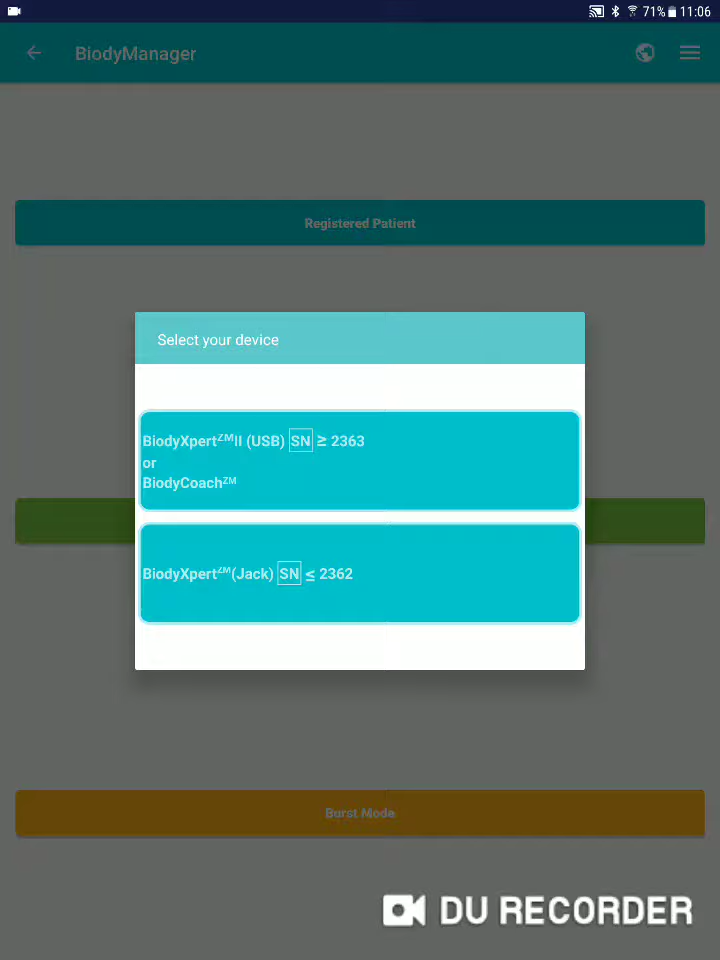 71% 11:06
BiodyManager
Registered Patient
Select your device
BiodyXpertᶻᴹII (USB) SN ≥ 2363
or
BiodyCoachᶻᴹ
BiodyXpertᶻᴹ(Jack) SN ≤ 2362
Burst Mode
DU RECORDER